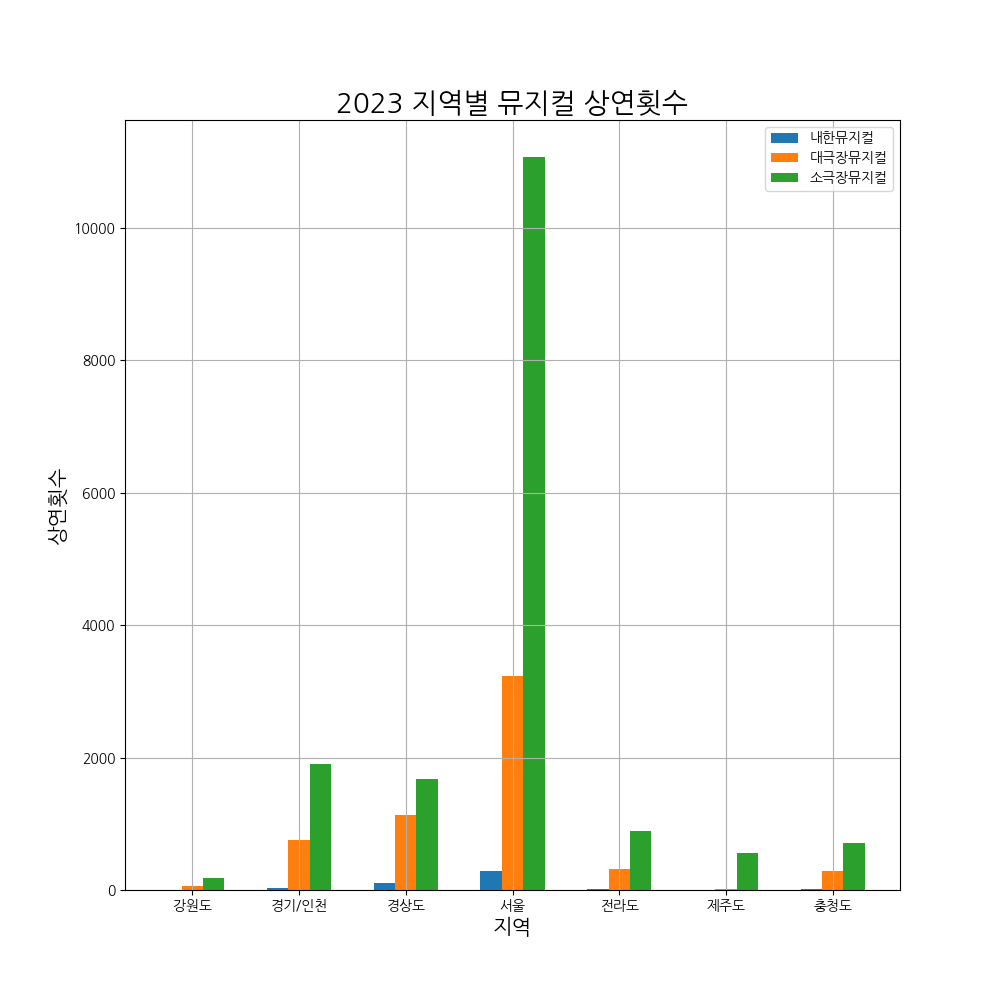 2023 지역별 뮤지컬 상연횟수
내한뮤지컬
대극장뮤지컬
소극장뮤지컬
상연횟수
10000
8000
6000
4000
2000
0
강원도 경기/인천 경상도 서울 전라도 제주도 충청도
지역